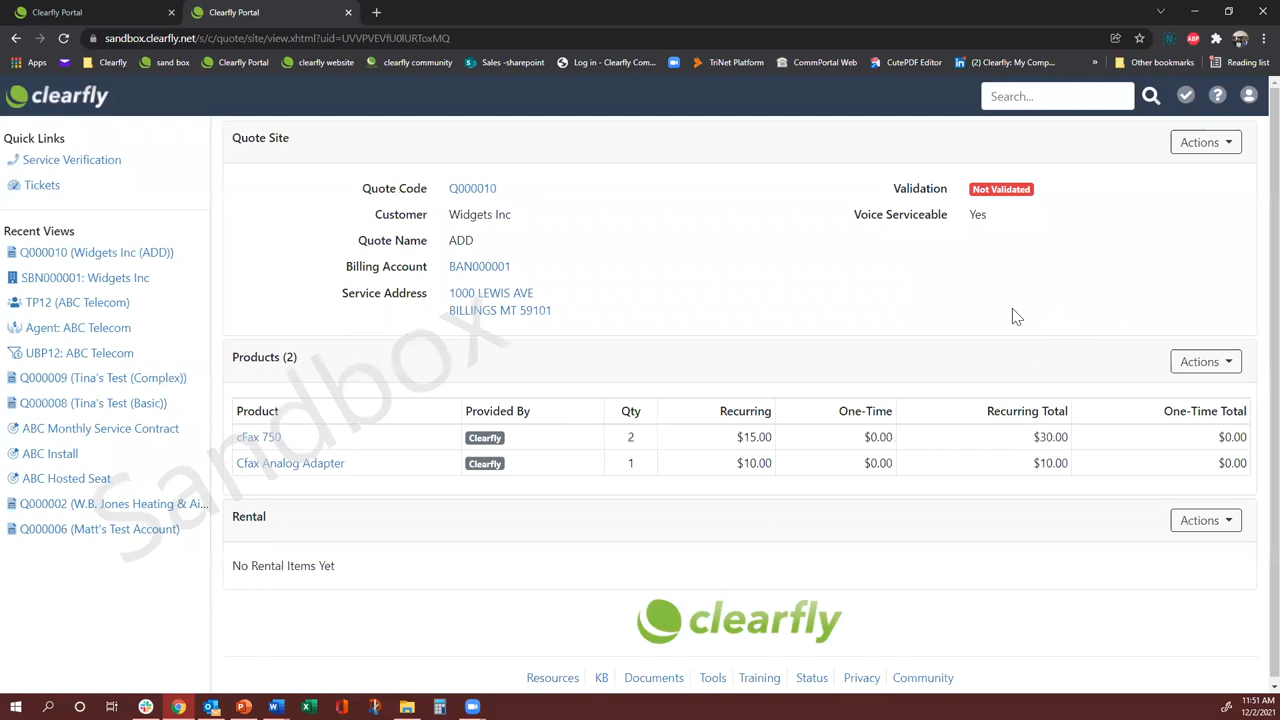 Clearfly Portal
Clearfly Portal
sandbox.clearfly.net/s/c/quote/site/view.xhtml?uid=UVVPVEVfU0lURToxMQ
Apps
Clearfly
sand box
Clearfly Portal
clearfly website
clearfly community
Sales -sharepoint
Log in - Clearfly Com...
TriNet Platform
CommPortal Web
CutePDF Editor
(2) Clearfly: My Comp...
»
Other bookmarks
Reading list
clearfly
Search...
Quick Links
Service Verification
Tickets
Recent Views
Q000010 (Widgets Inc (ADD))
SBN000001: Widgets Inc
TP12 (ABC Telecom)
Agent: ABC Telecom
UBP12: ABC Telecom
Q000009 (Tina's Test (Complex))
Q000008 (Tina's Test (Basic))
ABC Monthly Service Contract
ABC Install
ABC Hosted Seat
Q000002 (W.B. Jones Heating & Ai...
Q000006 (Matt's Test Account)
Quote Site
Actions
Quote Code Q000010
Validation Not Validated
Customer Widgets Inc
Voice Serviceable Yes
Quote Name ADD
Billing Account BAN000001
Service Address 1000 LEWIS AVE
BILLINGS MT 59101
Products (2)
Actions
Product Provided By Qty Recurring One-Time Recurring Total One-Time Total
cFax 750 Clearfly 2 $15.00 $0.00 $30.00 $0.00
Cfax Analog Adapter Clearfly 1 $10.00 $0.00 $10.00 $0.00
Rental
Actions
No Rental Items Yet
Sandbox
clearfly
Resources KB Documents Tools Training Status Privacy Community
11:51 AM
12/2/2021